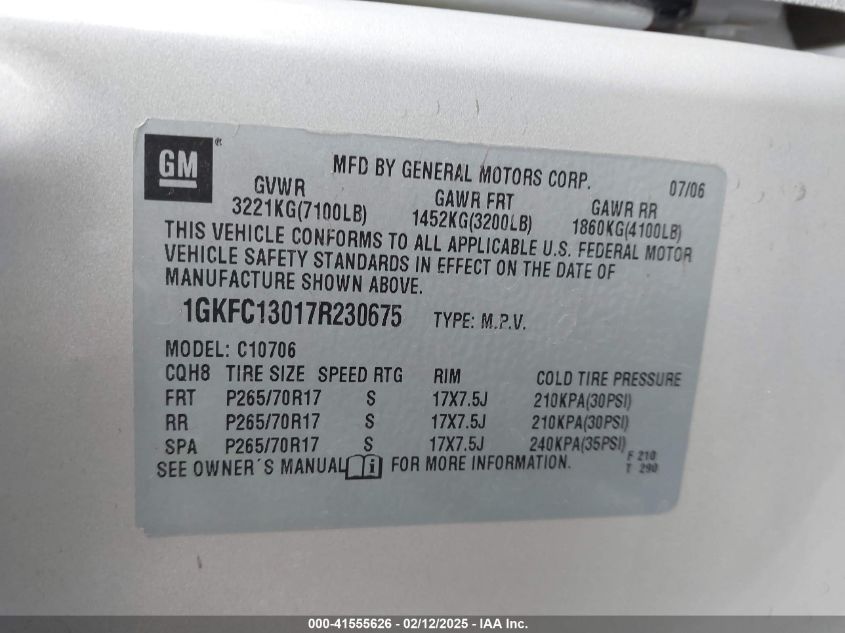 GM®
MFD BY GENERAL MOTORS CORP. 07/06
GVWR GAWR FRT GAWR RR
3221KG(7100LB) 1452KG(3200LB) 1860KG(4100LB)
THIS VEHICLE CONFORMS TO ALL APPLICABLE U.S. FEDERAL MOTOR
VEHICLE SAFETY STANDARDS IN EFFECT ON THE DATE OF
MANUFACTURE SHOWN ABOVE.
1GKFC13017R230675 TYPE: M.P.V.
MODEL: C10706
CQH8 TIRE SIZE SPEED RTG RIM COLD TIRE PRESSURE
FRT P265/70R17 S 17X7.5J 210KPA(30PSI)
RR P265/70R17 S 17X7.5J 210KPA(30PSI)
SPA P265/70R17 S 17X7.5J 240KPA(35PSI)
SEE OWNER´S MANUAL i FOR MORE INFORMATION.
F 210
T 290
000-41555626 - 02/12/2025 - IAA Inc.